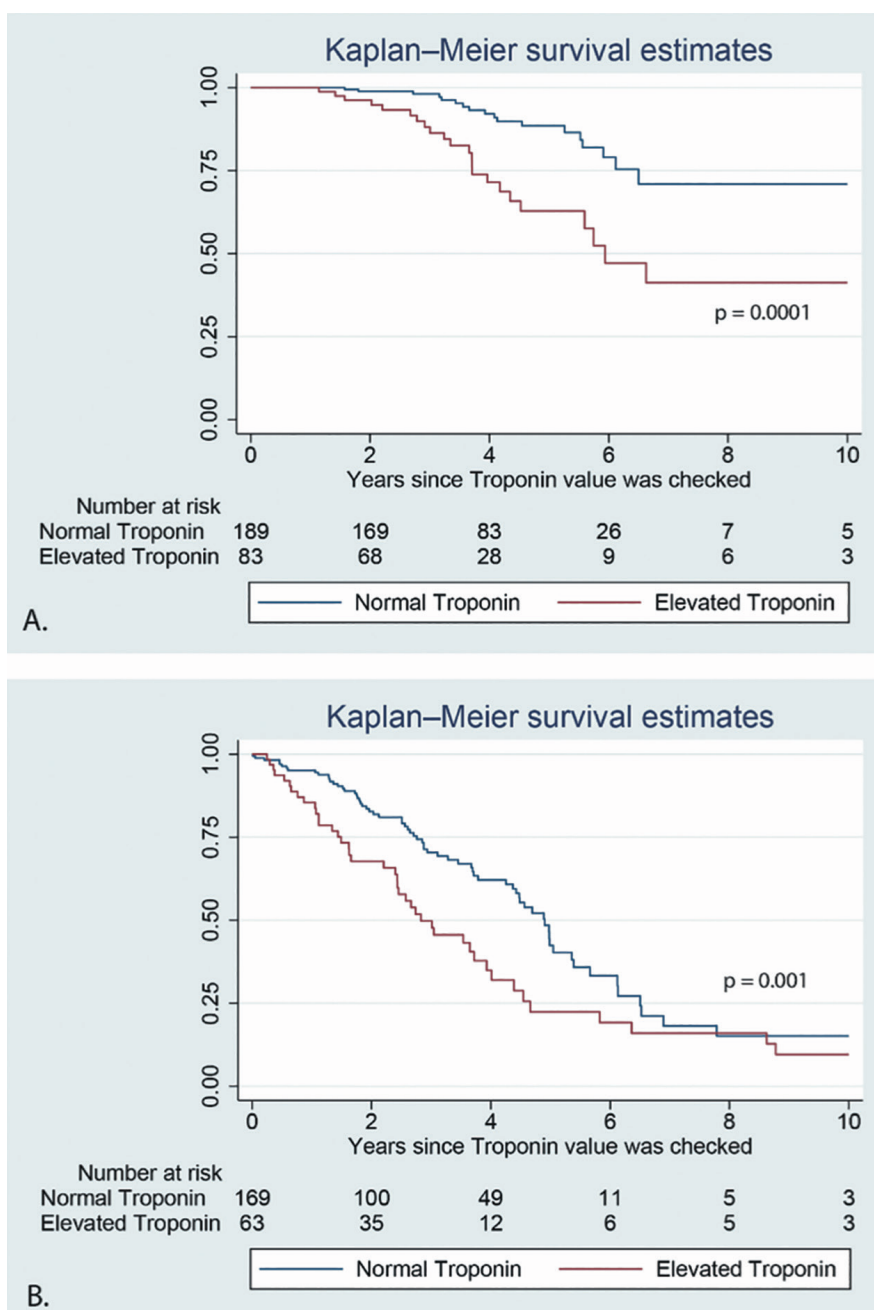 Kaplan–Meier survival estimates
1.00
0.75
0.50
0.25
0.00
p = 0.0001
0 2 4 6 8 10
Years since Troponin value was checked
Number at risk
Normal Troponin 189 169 83 26 7 5
Elevated Troponin 83 68 28 9 6 3
Normal Troponin Elevated Troponin
A.
Kaplan–Meier survival estimates
1.00
0.75
0.50
0.25
0.00
p = 0.001
0 2 4 6 8 10
Years since Troponin value was checked
Number at risk
Normal Troponin 169 100 49 11 5 3
Elevated Troponin 63 35 12 6 5 3
Normal Troponin Elevated Troponin
B.